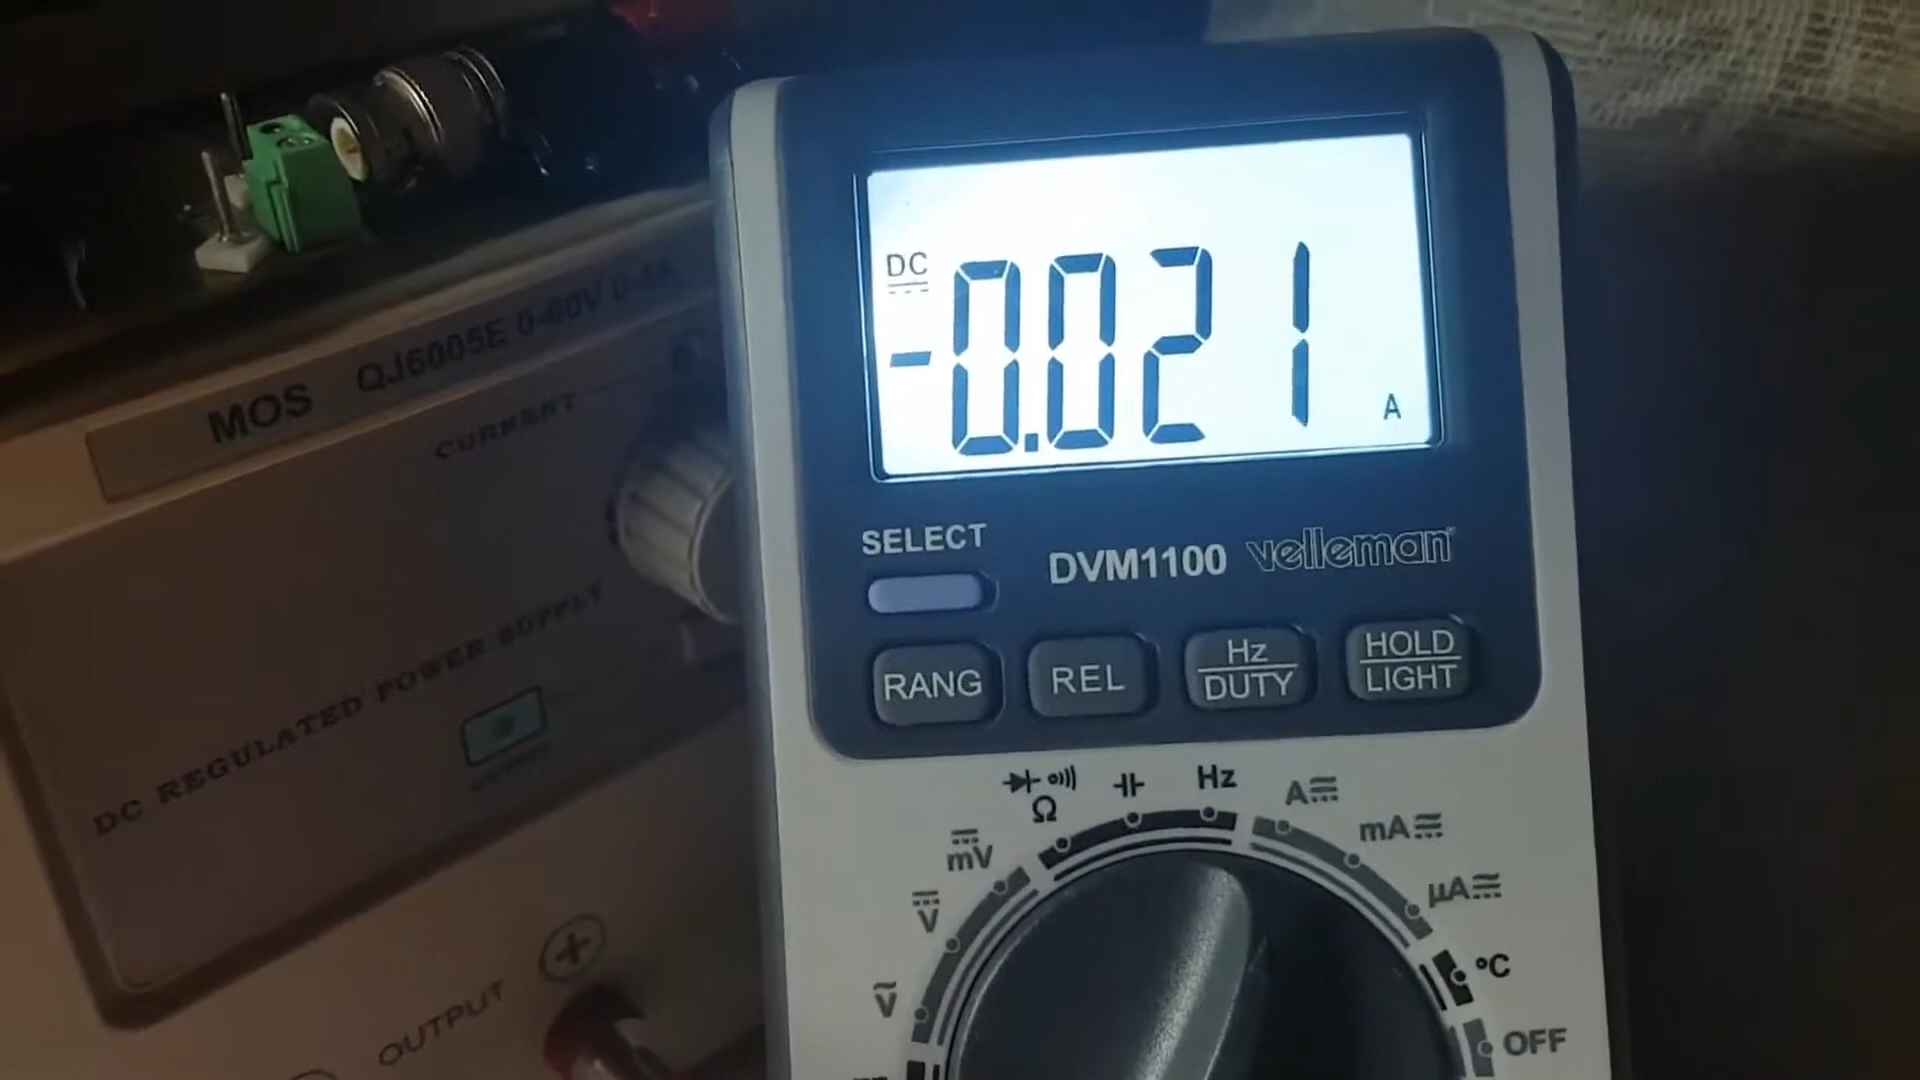 MOS QJ6005E 0-60V 0-5A
CURRENT
DC REGULATED POWER SUPPLY
OUTPUT
+
DC
-0.021
A
SELECT
DVM1100 velleman
RANG REL Hz/DUTY HOLD/LIGHT
Ω
Hz
A
mA
µA
mV
V
V
°C
OFF